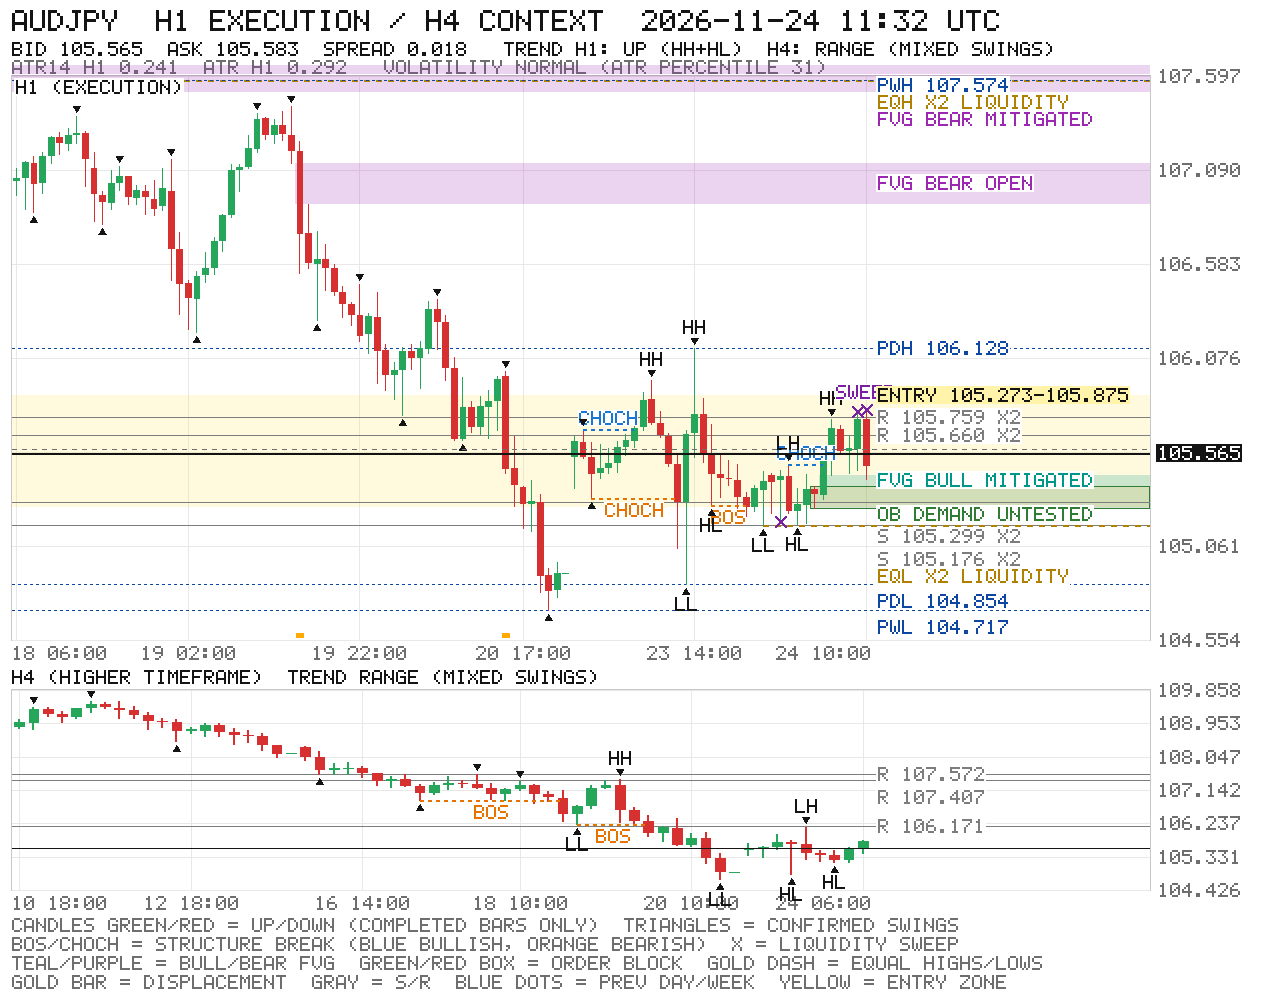 AUDJPY H1 EXECUTION / H4 CONTEXT 2026-11-24 11:32 UTC
BID 105.565 ASK 105.583 SPREAD 0.018 TREND H1: UP (HH+HL) H4: RANGE (MIXED SWINGS)
ATR14 H1 0.241 ATR H1 0.292 VOLATILITY NORMAL (ATR PERCENTILE 31)
107.597
H1 (EXECUTION)
PWH 107.574
EQH X2 LIQUIDITY
FVG BEAR MITIGATED
107.090
FVG BEAR OPEN
106.583
HH
PDH 106.128
106.076
HH
SWEE
ENTRY 105.273-105.875
HH
CHOCH
R 105.759 X2
R 105.660 X2
LH
CHOCH
105.565
FVG BULL MITIGATED
CHOCH
BOS
OB DEMAND UNTESTED
HL
S 105.299 X2
LL
HL
105.061
S 105.176 X2
EQL X2 LIQUIDITY
LL
PDL 104.854
PWL 104.717
104.554
18 06:00 19 02:00 19 22:00 20 17:00 23 14:00 24 10:00
H4 (HIGHER TIMEFRAME) TREND RANGE (MIXED SWINGS)
109.858
108.953
108.047
HH
R 107.572
107.142
R 107.407
BOS
LH
106.237
R 106.171
BOS
LL
105.331
HL
104.426
LL
HL
10 18:00 12 18:00 16 14:00 18 10:00 20 10:00 24 06:00
CANDLES GREEN/RED = UP/DOWN (COMPLETED BARS ONLY) TRIANGLES = CONFIRMED SWINGS
BOS/CHOCH = STRUCTURE BREAK (BLUE BULLISH, ORANGE BEARISH) X = LIQUIDITY SWEEP
TEAL/PURPLE = BULL/BEAR FVG GREEN/RED BOX = ORDER BLOCK GOLD DASH = EQUAL HIGHS/LOWS
GOLD BAR = DISPLACEMENT GRAY = S/R BLUE DOTS = PREV DAY/WEEK YELLOW = ENTRY ZONE